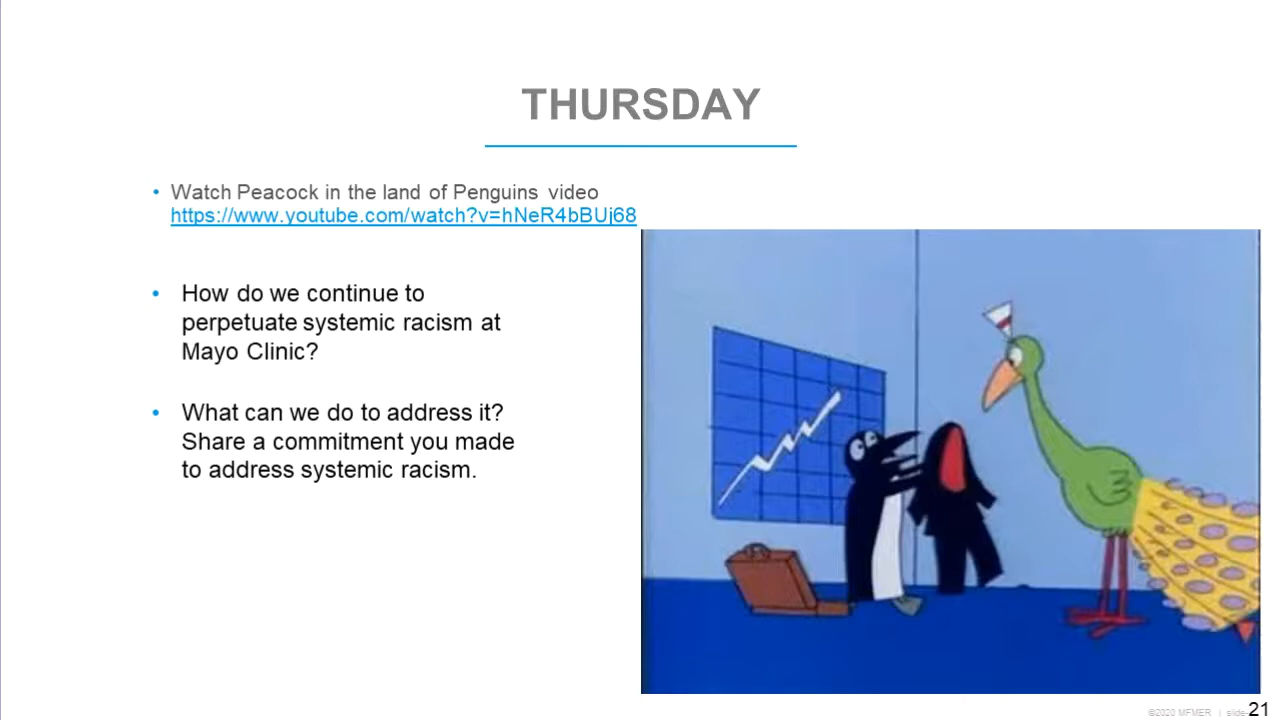 THURSDAY
• Watch Peacock in the land of Penguins video
https://www.youtube.com/watch?v=hNeR4bBUj68
• How do we continue to
perpetuate systemic racism at
Mayo Clinic?
• What can we do to address it?
Share a commitment you made
to address systemic racism.
©2020 MFMER | slide-21